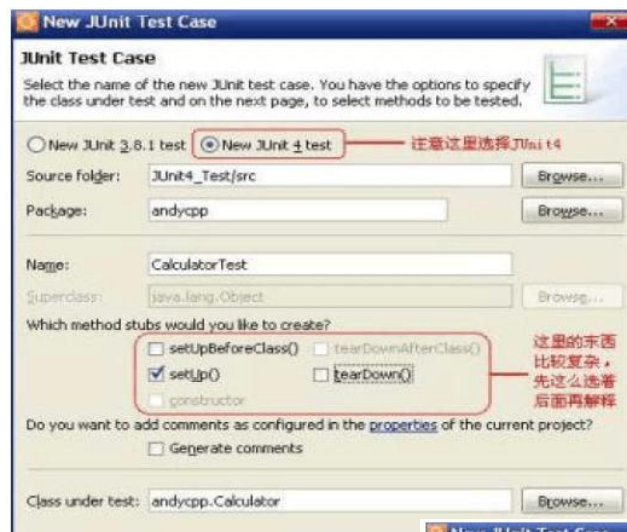 New JUnit Test Case
JUnit Test Case
Select the name of the new JUnit test case. You have the options to specify
the class under test and on the next page, to select methods to be tested.
New JUnit 3.8.1 test New JUnit 4 test 注意这里选择JUnit4
Source folder: JUnit4_Test/src Browse...
Package: andycpp Browse...
Name: CalculatorTest
Superclass: java.lang.Object Browse...
Which method stubs would you like to create?
setUpBeforeClass() tearDownAfterClass()
setUp() tearDown()
constructor
这里的东西
比较复杂，
先这么选着
后面再解释
Do you want to add comments as configured in the properties of the current project?
Generate comments
Class under test: andycpp.Calculator Browse...
New JUnit Test Case